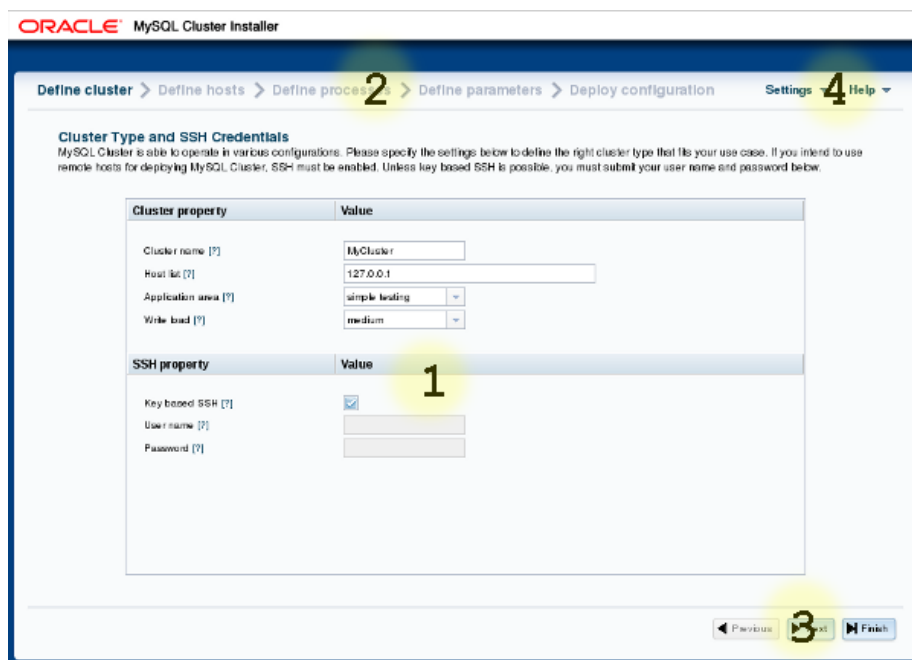 ORACLE MySQL Cluster Installer
Define cluster Define hosts Define processes Define parameters Deploy configuration Settings Help
2
4
Cluster Type and SSH Credentials
MySQL Cluster is able to operate in various configurations. Please specify the settings below to define the right cluster type that fits your use case. If you intend to use
remote hosts for deploying MySQL Cluster, SSH must be enabled. Unless key based SSH is possible, you must submit your user name and password below.
Cluster property Value
Cluster name [?] MyCluster
Host list [?] 127.0.0.1
Application area [?] simple testing
Write load [?] medium
SSH property Value
1
Key based SSH [?]
User name [?]
Password [?]
Previous Next Finish
3